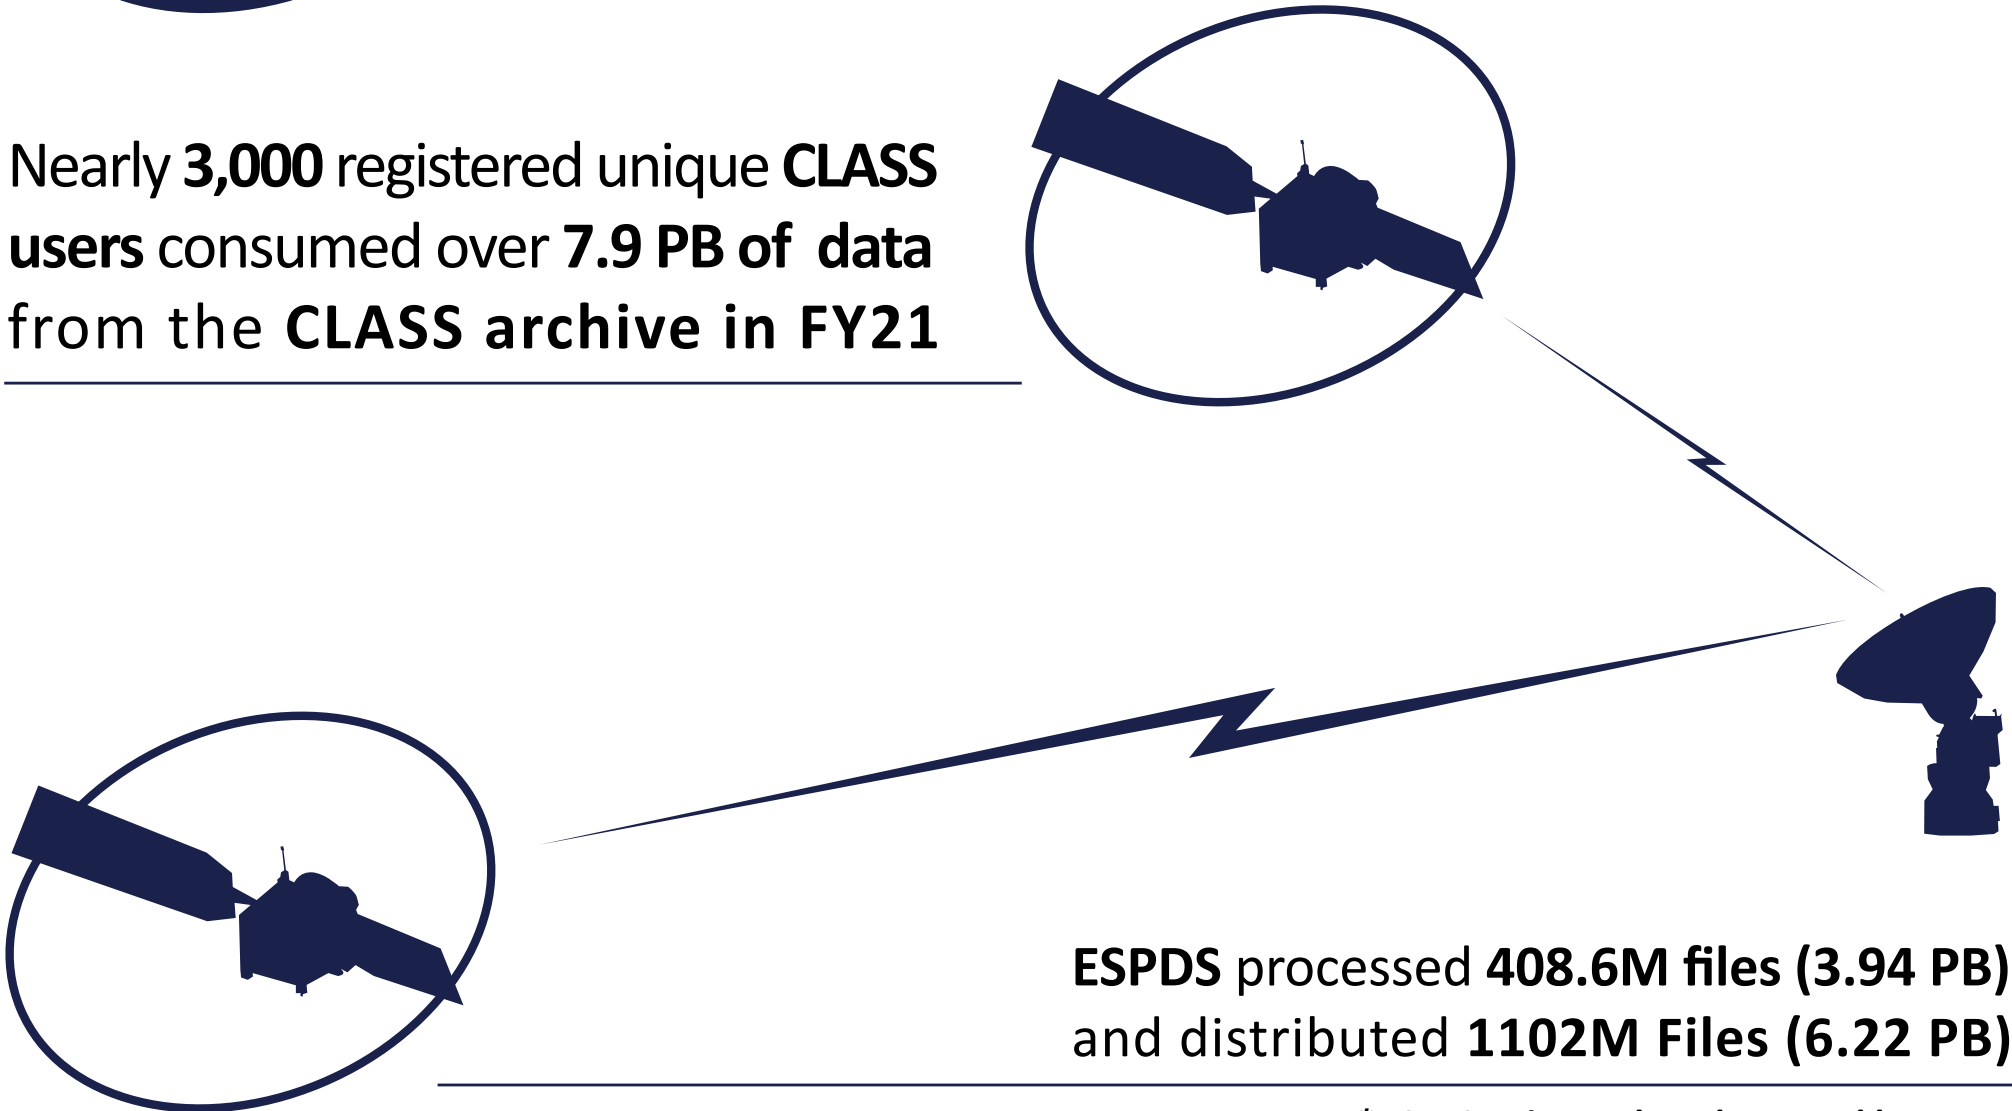 Nearly 3,000 registered unique CLASS
users consumed over 7.9 PB of data
from the CLASS archive in FY21
ESPDS processed 408.6M files (3.94 PB)
and distributed 1102M Files (6.22 PB)